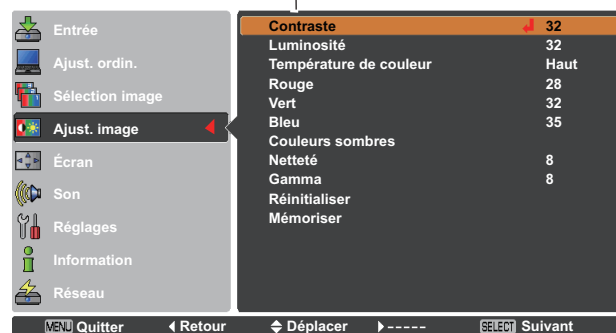 Entrée
Ajust. ordin.
Sélection image
Ajust. image
Écran
Son
Réglages
Information
Réseau
Contraste 32
Luminosité 32
Température de couleur Haut
Rouge 28
Vert 32
Bleu 35
Couleurs sombres
Netteté 8
Gamma 8
Réinitialiser
Mémoriser
MENU Quitter Retour Déplacer ----- SELECT Suivant